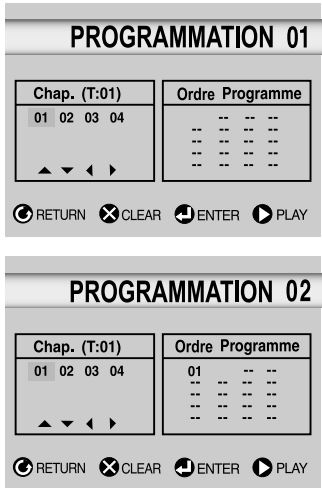 PROGRAMMATION 01
Chap. (T:01)
Ordre Programme
01 02 03 04
-- --
-- -- -- --
-- -- -- --
-- -- -- --
-- -- -- --
RETURN CLEAR ENTER PLAY
PROGRAMMATION 02
Chap. (T:01)
Ordre Programme
01 02 03 04
01 -- --
-- -- -- --
-- -- -- --
-- -- -- --
-- -- -- --
RETURN CLEAR ENTER PLAY